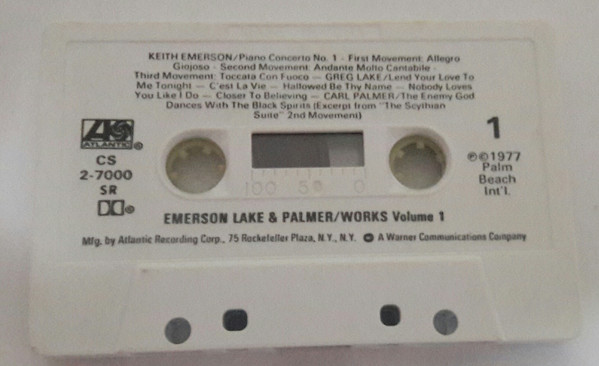 KEITH EMERSON/Piano Concerto No. 1 - First Movement: Allegro
Giojoso - Second Movement: Andante Molto Cantabile -
Third Movement: Toccata Con Fuoco — GREG LAKE/Lend Your Love To
Me Tonight — C'est La Vie — Hallowed Be Thy Name — Nobody Loves
You Like I Do — Closer To Believing — CARL PALMER/The Enemy God
Dances With The Black Spirits (Excerpt from "The Scythian
Suite" 2nd Movement)
ATLANTIC ®
CS
2-7000
SR
1
℗©1977
Palm
Beach
Int'l.
100 50 0
EMERSON LAKE & PALMER/WORKS Volume 1
Mfg. by Atlantic Recording Corp., 75 Rockefeller Plaza, N.Y., N.Y. A Warner Communications Company